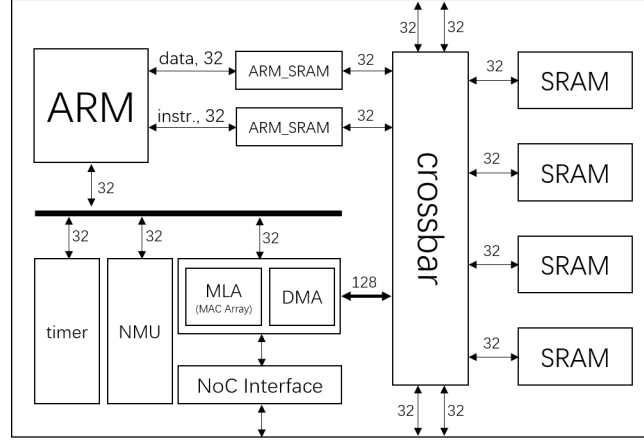 32
32
ARM
data, 32
ARM_SRAM
32
instr., 32
ARM_SRAM
32
crossbar
32
SRAM
32
SRAM
32
SRAM
32
SRAM
32
32
32
32
timer
NMU
MLA
(MAC Array)
DMA
128
NoC Interface
32
32